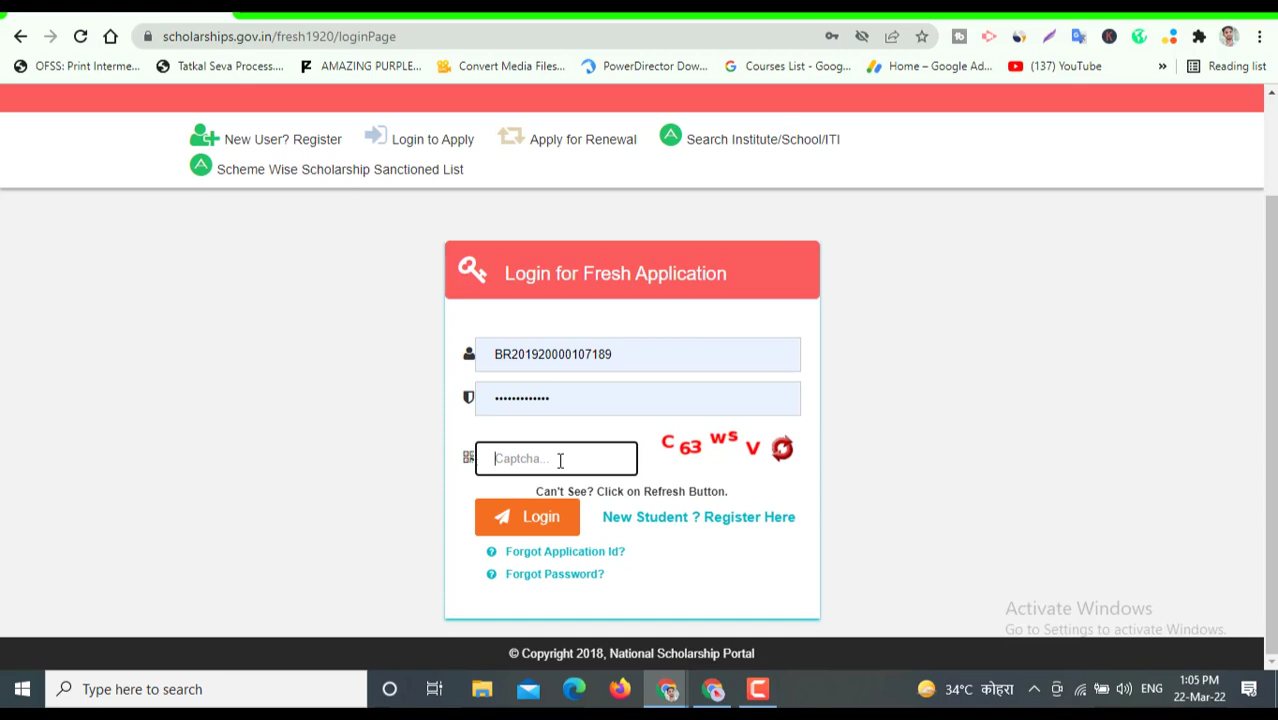 scholarships.gov.in/fresh1920/loginPage
OFSS: Print Interme... Tatkal Seva Process.... AMAZING PURPLE... Convert Media Files... PowerDirector Dow... Courses List - Goog... Home – Google Ad... (137) YouTube » Reading list
New User? Register Login to Apply Apply for Renewal Search Institute/School/ITI
Scheme Wise Scholarship Sanctioned List
Login for Fresh Application
BR201920000107189
•••••••••••••
Captcha... C 63 ws V
Can't See? Click on Refresh Button.
Login New Student ? Register Here
Forgot Application Id?
Forgot Password?
Activate Windows
Go to Settings to activate Windows.
© Copyright 2018, National Scholarship Portal
Type here to search 34°C कोहरा ENG 1:05 PM
22-Mar-22